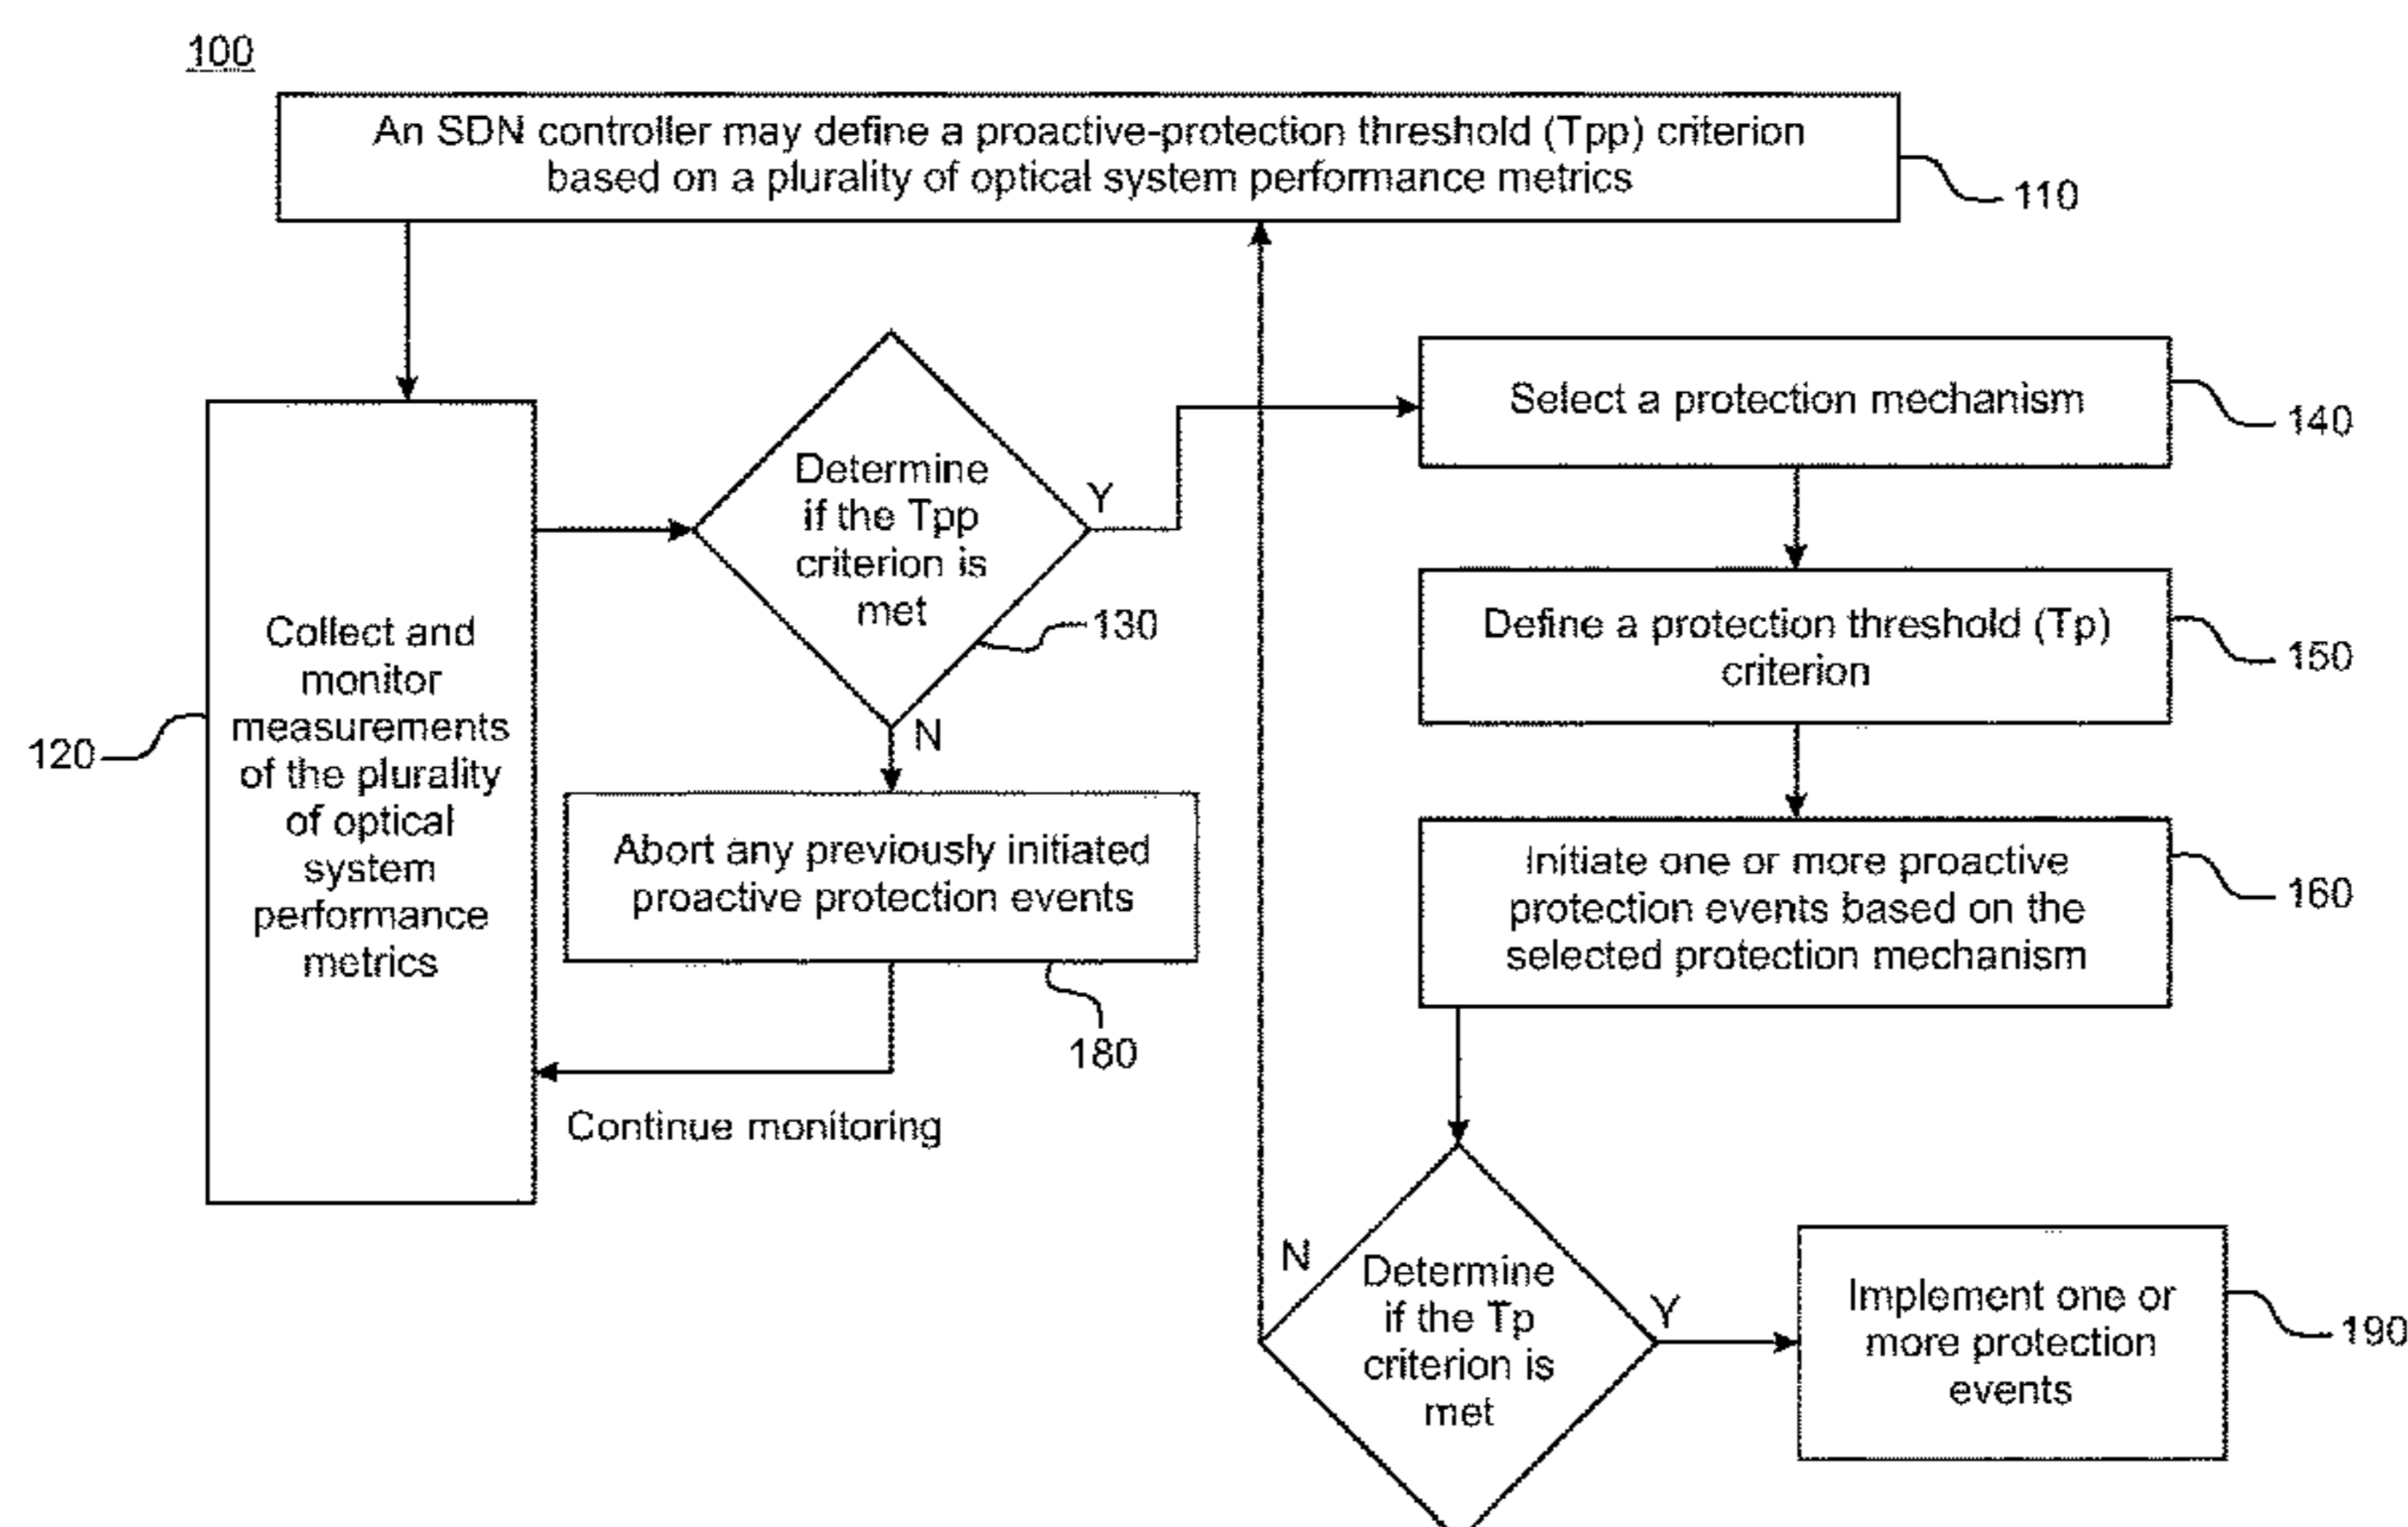 100
An SDN controller may define a proactive-protection threshold (Tpp) criterion
based on a plurality of optical system performance metrics
110
Collect and
monitor
measurements
of the plurality
of optical
system
performance
metrics
120
Determine
if the Tpp
criterion is
met
Y
N
130
Abort any previously initiated
proactive protection events
180
Continue monitoring
Select a protection mechanism
140
Define a protection threshold (Tp)
criterion
150
Initiate one or more proactive
protection events based on the
selected protection mechanism
160
Determine
if the Tp
criterion is
met
N
Y
Implement one or
more protection
events
190